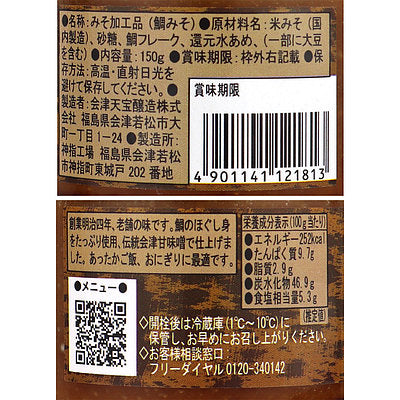 ●名称:みそ加工品(鯛みそ)●原材料名:米みそ(国
内製造)、砂糖、鯛フレーク、還元水あめ、(一部に大豆
を含む)●内容量:150g●賞味期限:枠外右記載●保
存方法:高温・直射日光を
避けて保存してください。●
製造者:会津天宝醸造株式
会社 福島県会津若松市大
町一丁目1-24 ●製造所:
神指工場 福島県会津若松
市神指町東城戸 202 番地
賞味期限
4 901141 121813
創業明治四年、老舗の味です。鯛のほぐし身
をたっぷり使用、伝統会津甘味噌で仕上げまし
た。あったかご飯、おにぎりに最適です。
●メニュー●
栄養成分表示(100g当たり)
●エネルギー252kcal
●たんぱく質9.7g
●脂質2.9g
●炭水化物46.9g
●食塩相当量5.3g
(推定値)
◇開栓後は冷蔵庫(1℃〜10℃)に
保管し、お早めにお召し上がりください。
◇お客様相談窓口:
フリーダイヤル 0120-340142